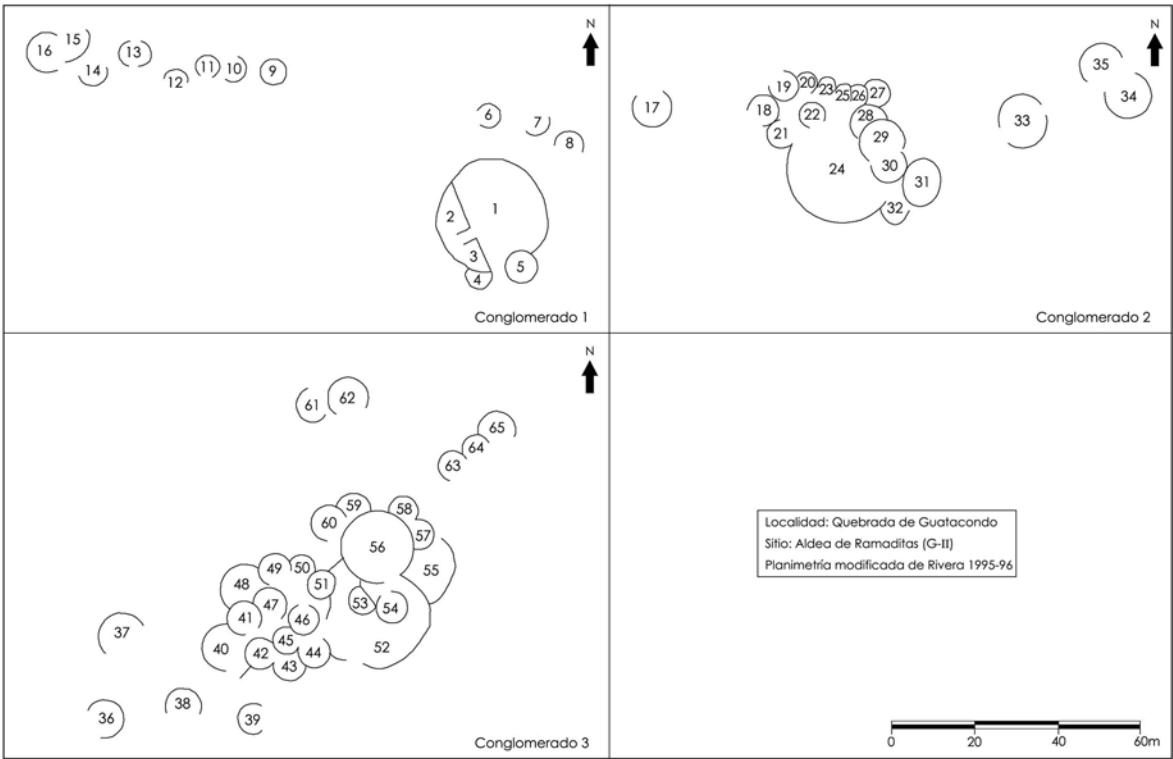 N
16 15 13 11 10 9
14 12
6 7 8
1
2
3
5
4
Conglomerado 1
N
35
34
17 19 20 23 25 26 27
18 22 28
33
21 29
24 30
31
32
Conglomerado 2
N
61 62
65
64
63
59 58
60 57
56
55
49 50
48 51
47 53 54
41 46
37 40 45 52
42 44
43
36 38 39
Conglomerado 3
Localidad: Quebrada de Guatacondo
Sitio: Aldea de Ramaditas (G-II)
Planimetría modificada de Rivera 1995-96
0 20 40 60m